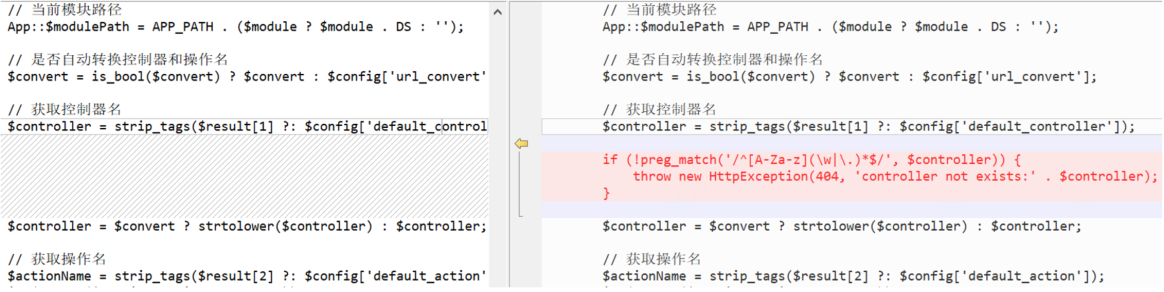 // 当前模块路径
App::$modulePath = APP_PATH . ($module ? $module . DS : '');
// 是否自动转换控制器和操作名
$convert = is_bool($convert) ? $convert : $config['url_convert'
// 获取控制器名
$controller = strip_tags($result[1] ?: $config['default_control
$controller = $convert ? strtolower($controller) : $controller;
// 获取操作名
$actionName = strip_tags($result[2] ?: $config['default_action'
// 当前模块路径
App::$modulePath = APP_PATH . ($module ? $module . DS : '');
// 是否自动转换控制器和操作名
$convert = is_bool($convert) ? $convert : $config['url_convert'];
// 获取控制器名
$controller = strip_tags($result[1] ?: $config['default_controller']);
if (!preg_match('/^[A-Za-z](\w|\.)*$/', $controller)) {
throw new HttpException(404, 'controller not exists:' . $controller);
}
$controller = $convert ? strtolower($controller) : $controller;
// 获取操作名
$actionName = strip_tags($result[2] ?: $config['default_action']);